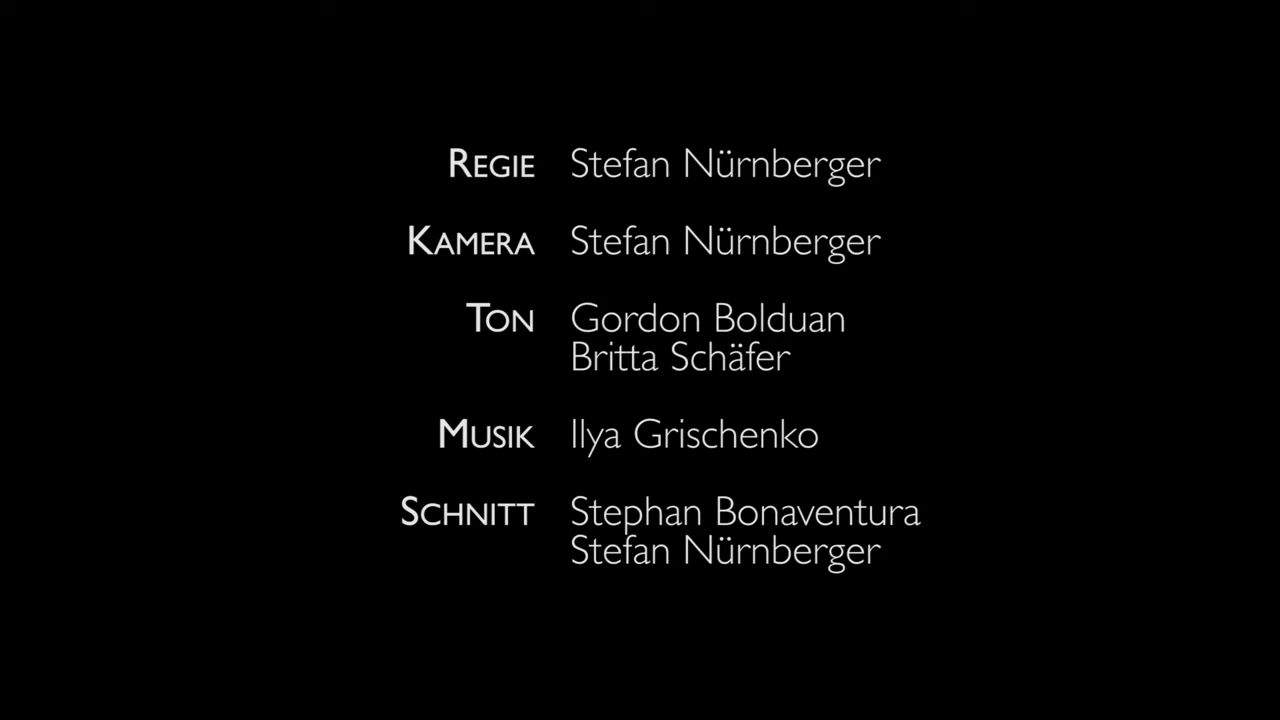 REGIE Stefan Nürnberger
KAMERA Stefan Nürnberger
TON Gordon Bolduan
Britta Schäfer
MUSIK Ilya Grischenko
SCHNITT Stephan Bonaventura
Stefan Nürnberger